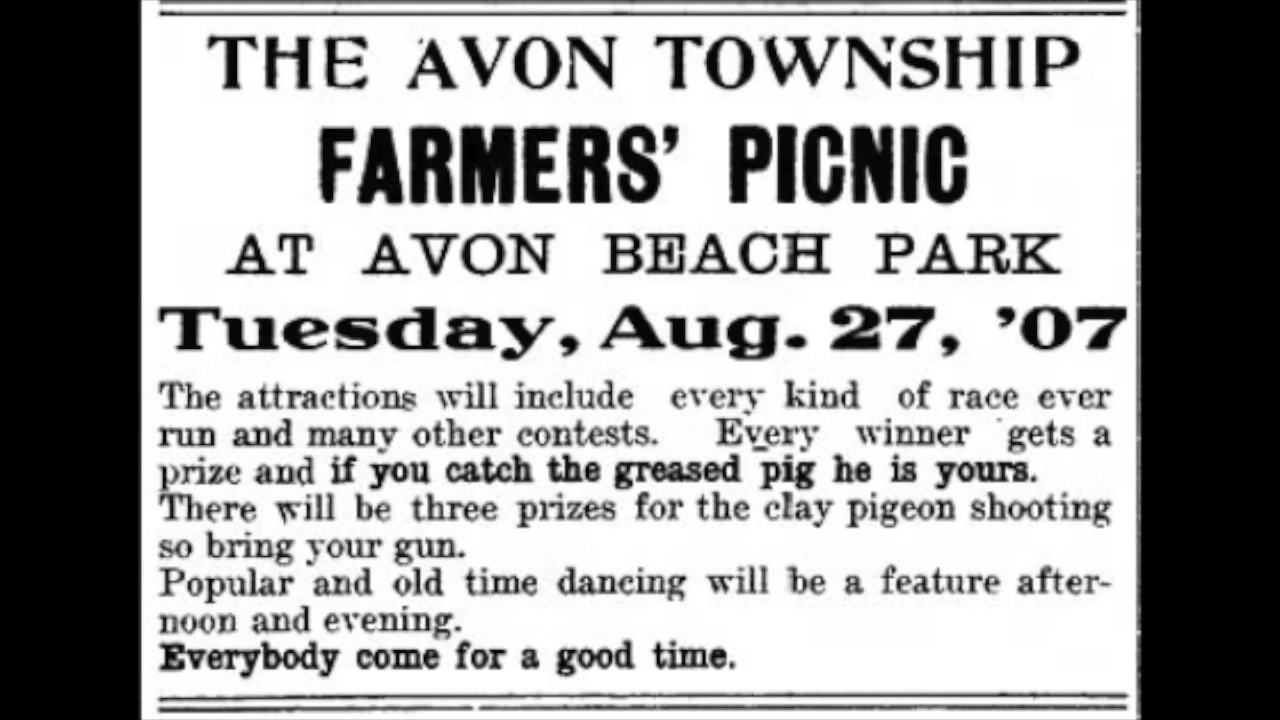 THE AVON TOWNSHIP
FARMERS' PICNIC
AT AVON BEACH PARK
Tuesday, Aug. 27, '07
The attractions will include every kind of race ever
run and many other contests. Every winner gets a
prize and if you catch the greased pig he is yours.
There will be three prizes for the clay pigeon shooting
so bring your gun.
Popular and old time dancing will be a feature after-
noon and evening.
Everybody come for a good time.